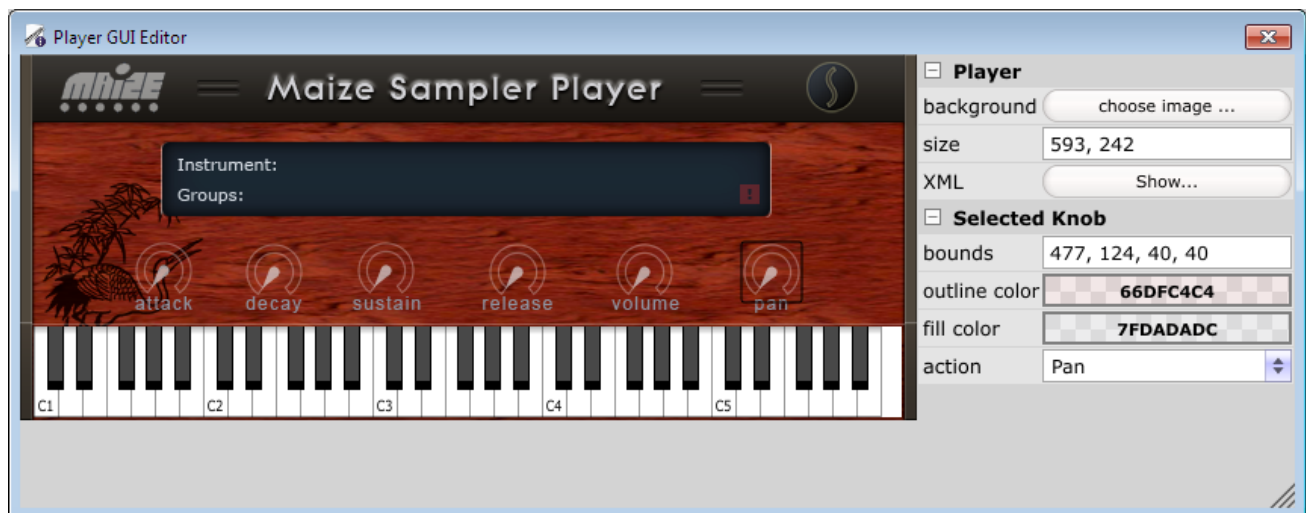 Player GUI Editor
MAiZE
Maize Sampler Player
Instrument:
Groups:
!
attack decay sustain release volume pan
C1 C2 C3 C4 C5
Player
background choose image ...
size 593, 242
XML Show...
Selected Knob
bounds 477, 124, 40, 40
outline color 66DFC4C4
fill color 7FDADADC
action Pan